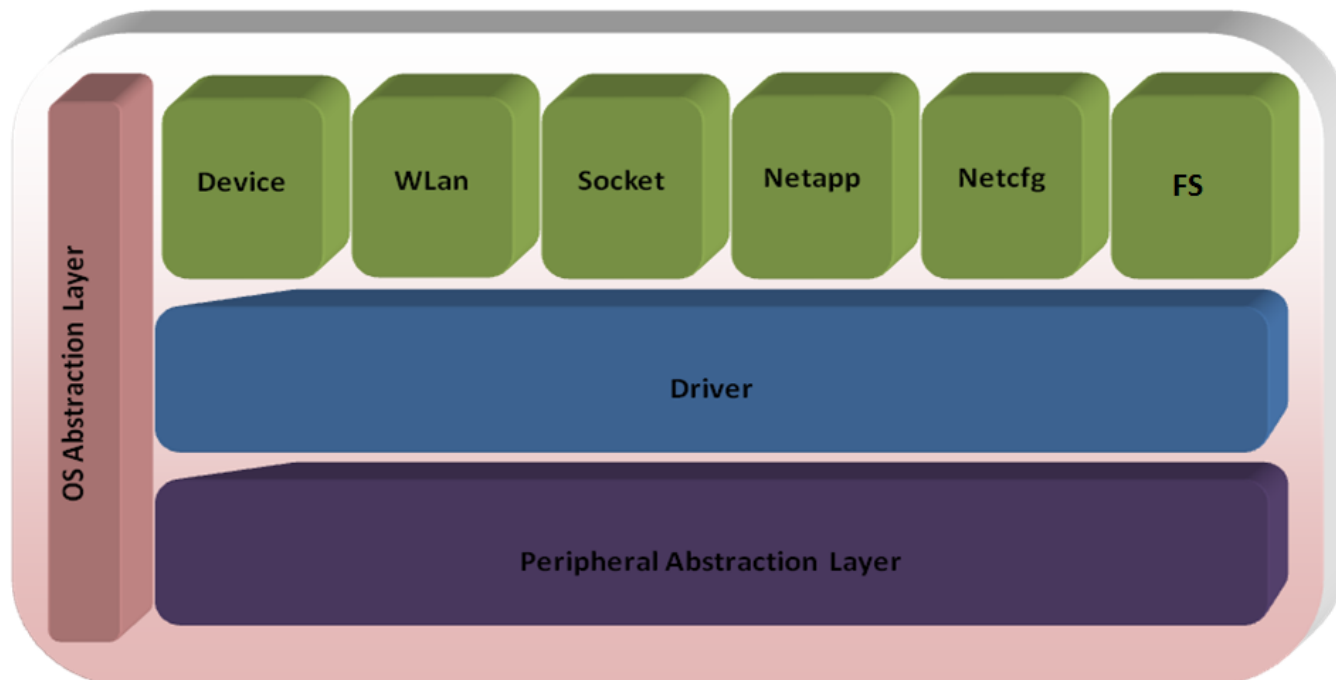 OS Abstraction Layer
Device
WLan
Socket
Netapp
Netcfg
FS
Driver
Peripheral Abstraction Layer